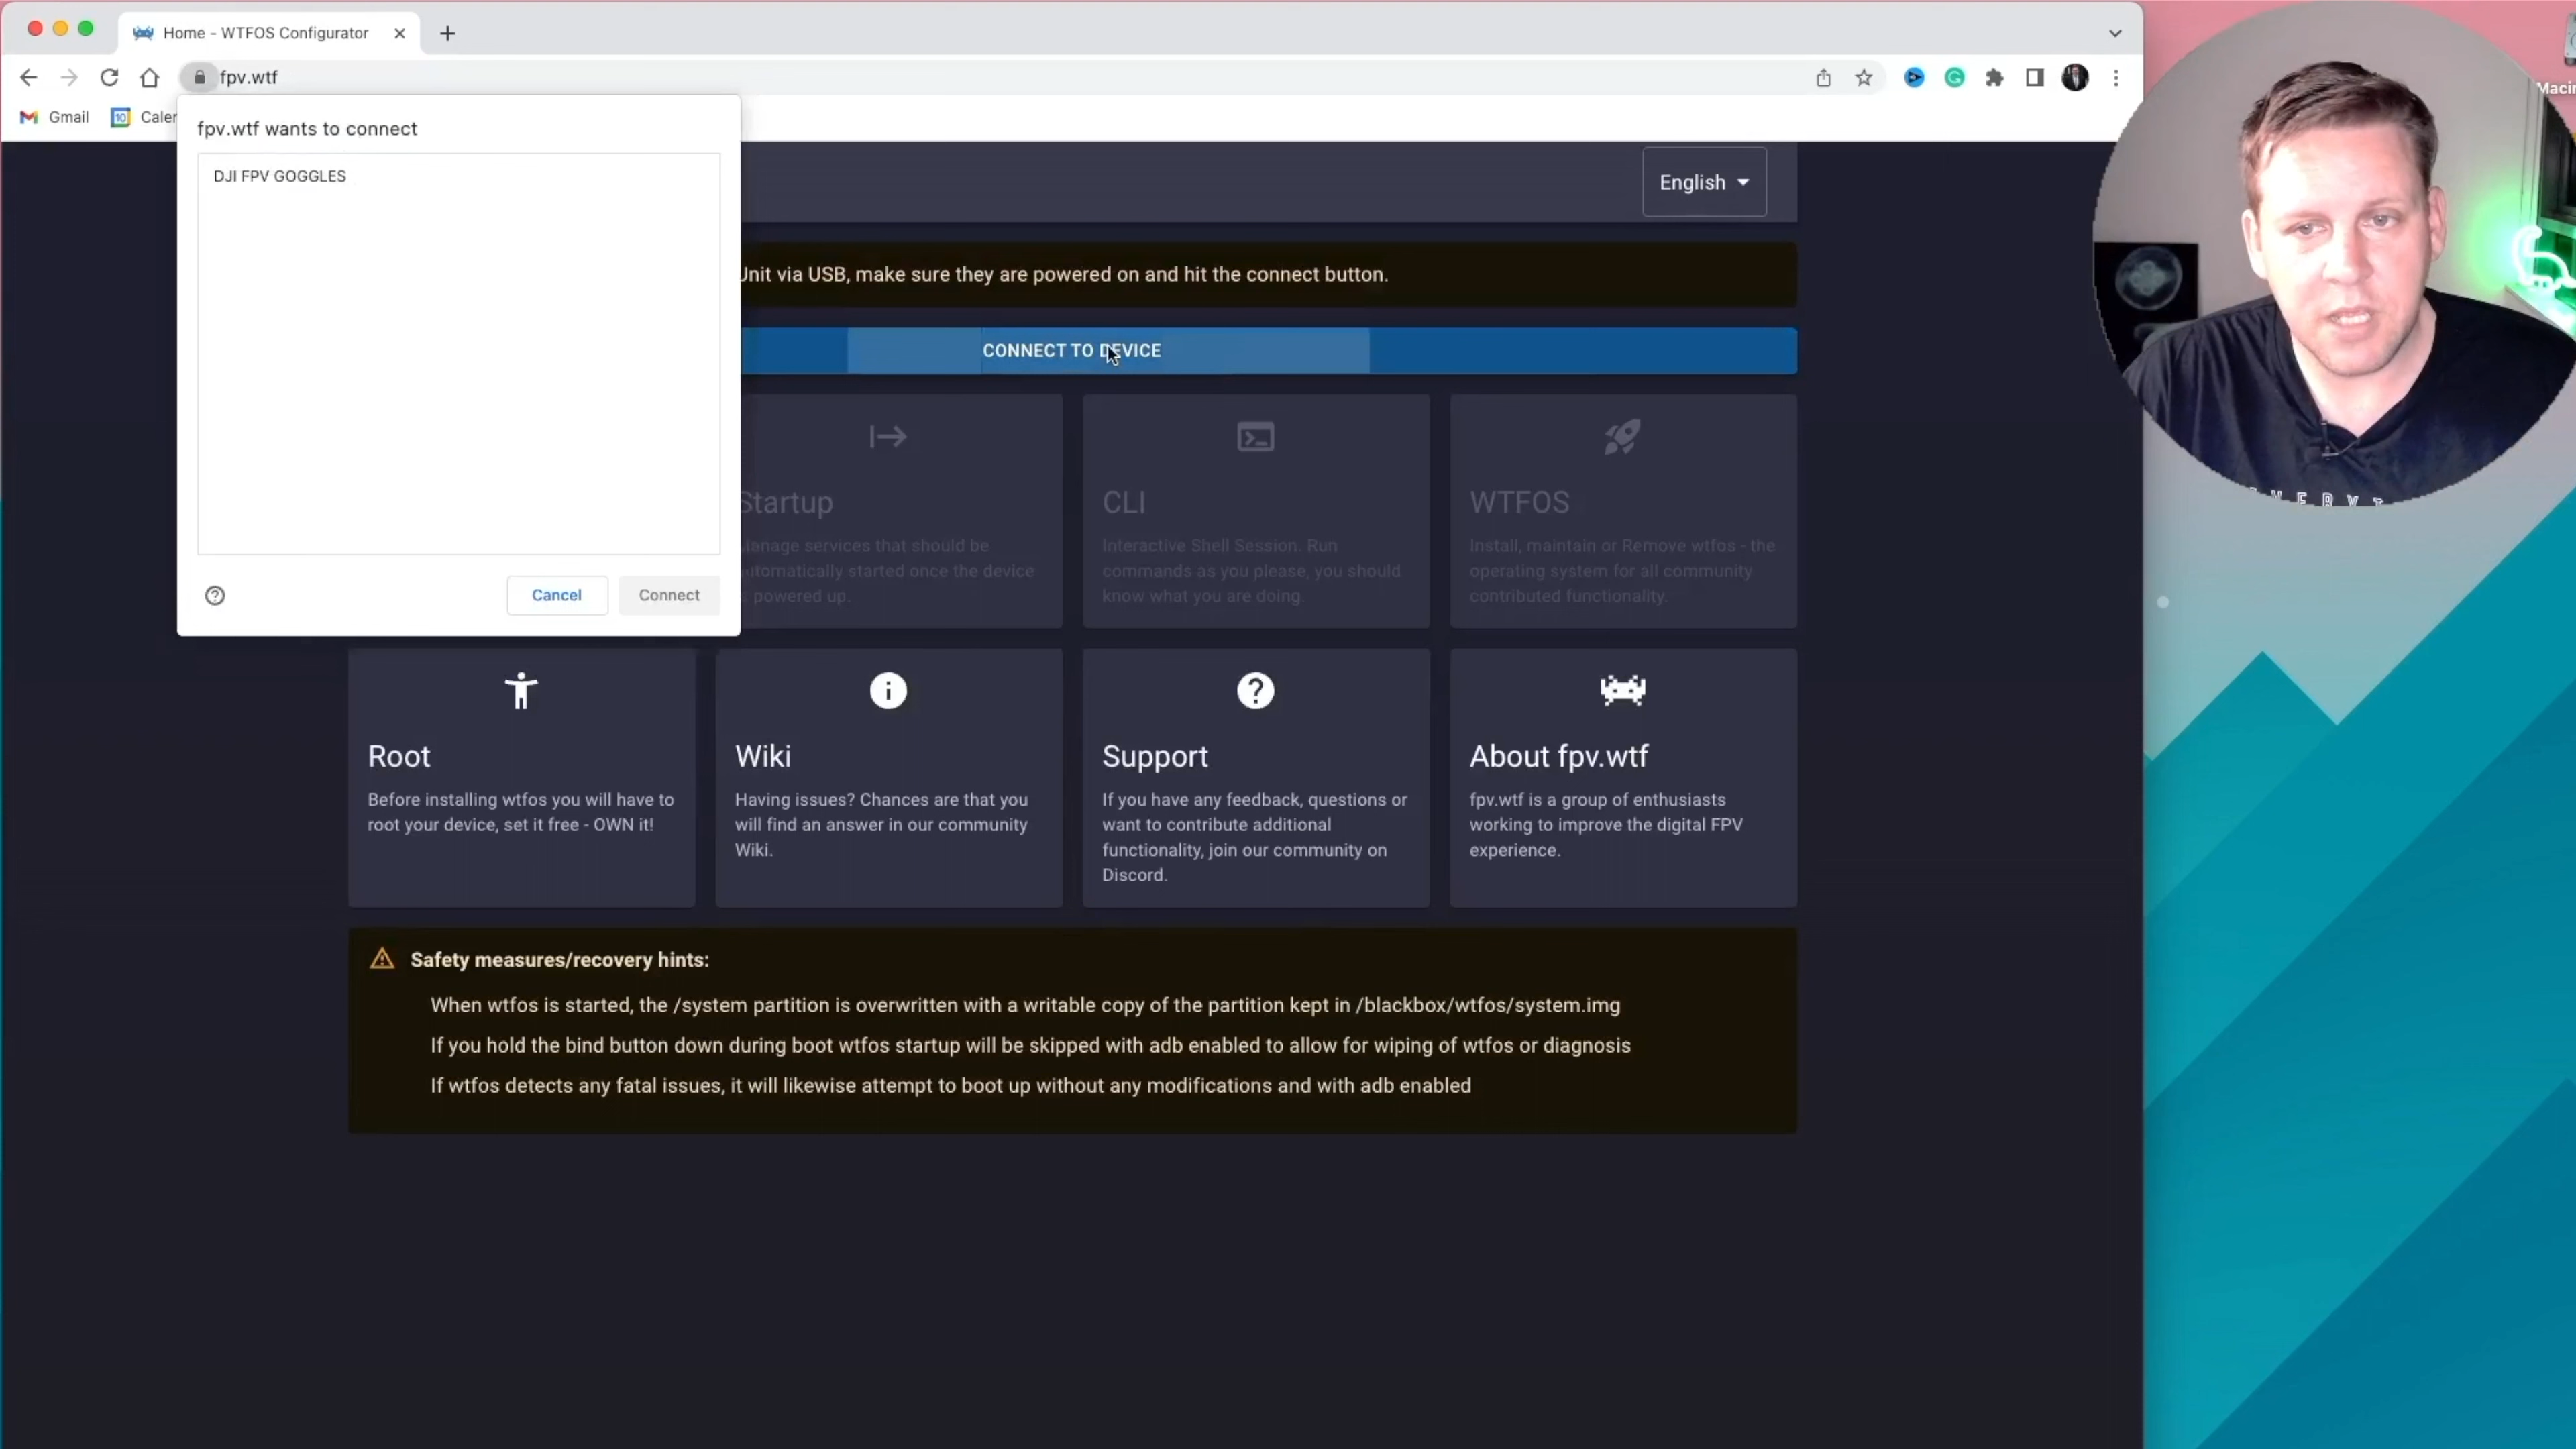 Home - WTFOS Configurator
fpv.wtf
Gmail
fpv.wtf wants to connect
DJI FPV GOGGLES
Cancel
Connect
English
Unit via USB, make sure they are powered on and hit the connect button.
CONNECT TO DEVICE
Startup
services that should be
automatically started once the device
powered up.
CLI
Interactive Shell Session. Run
commands as you please, you should
know what you are doing.
WTFOS
Install, maintain or Remove wtfos - the
operating system for all community
contributed functionality.
Root
Before installing wtfos you will have to
root your device, set it free - OWN it!
Wiki
Having issues? Chances are that you
will find an answer in our community
Wiki.
Support
If you have any feedback, questions or
want to contribute additional
functionality, join our community on
Discord.
About fpv.wtf
fpv.wtf is a group of enthusiasts
working to improve the digital FPV
experience.
Safety measures/recovery hints:
When wtfos is started, the /system partition is overwritten with a writable copy of the partition kept in /blackbox/wtfos/system.img
If you hold the bind button down during boot wtfos startup will be skipped with adb enabled to allow for wiping of wtfos or diagnosis
If wtfos detects any fatal issues, it will likewise attempt to boot up without any modifications and with adb enabled